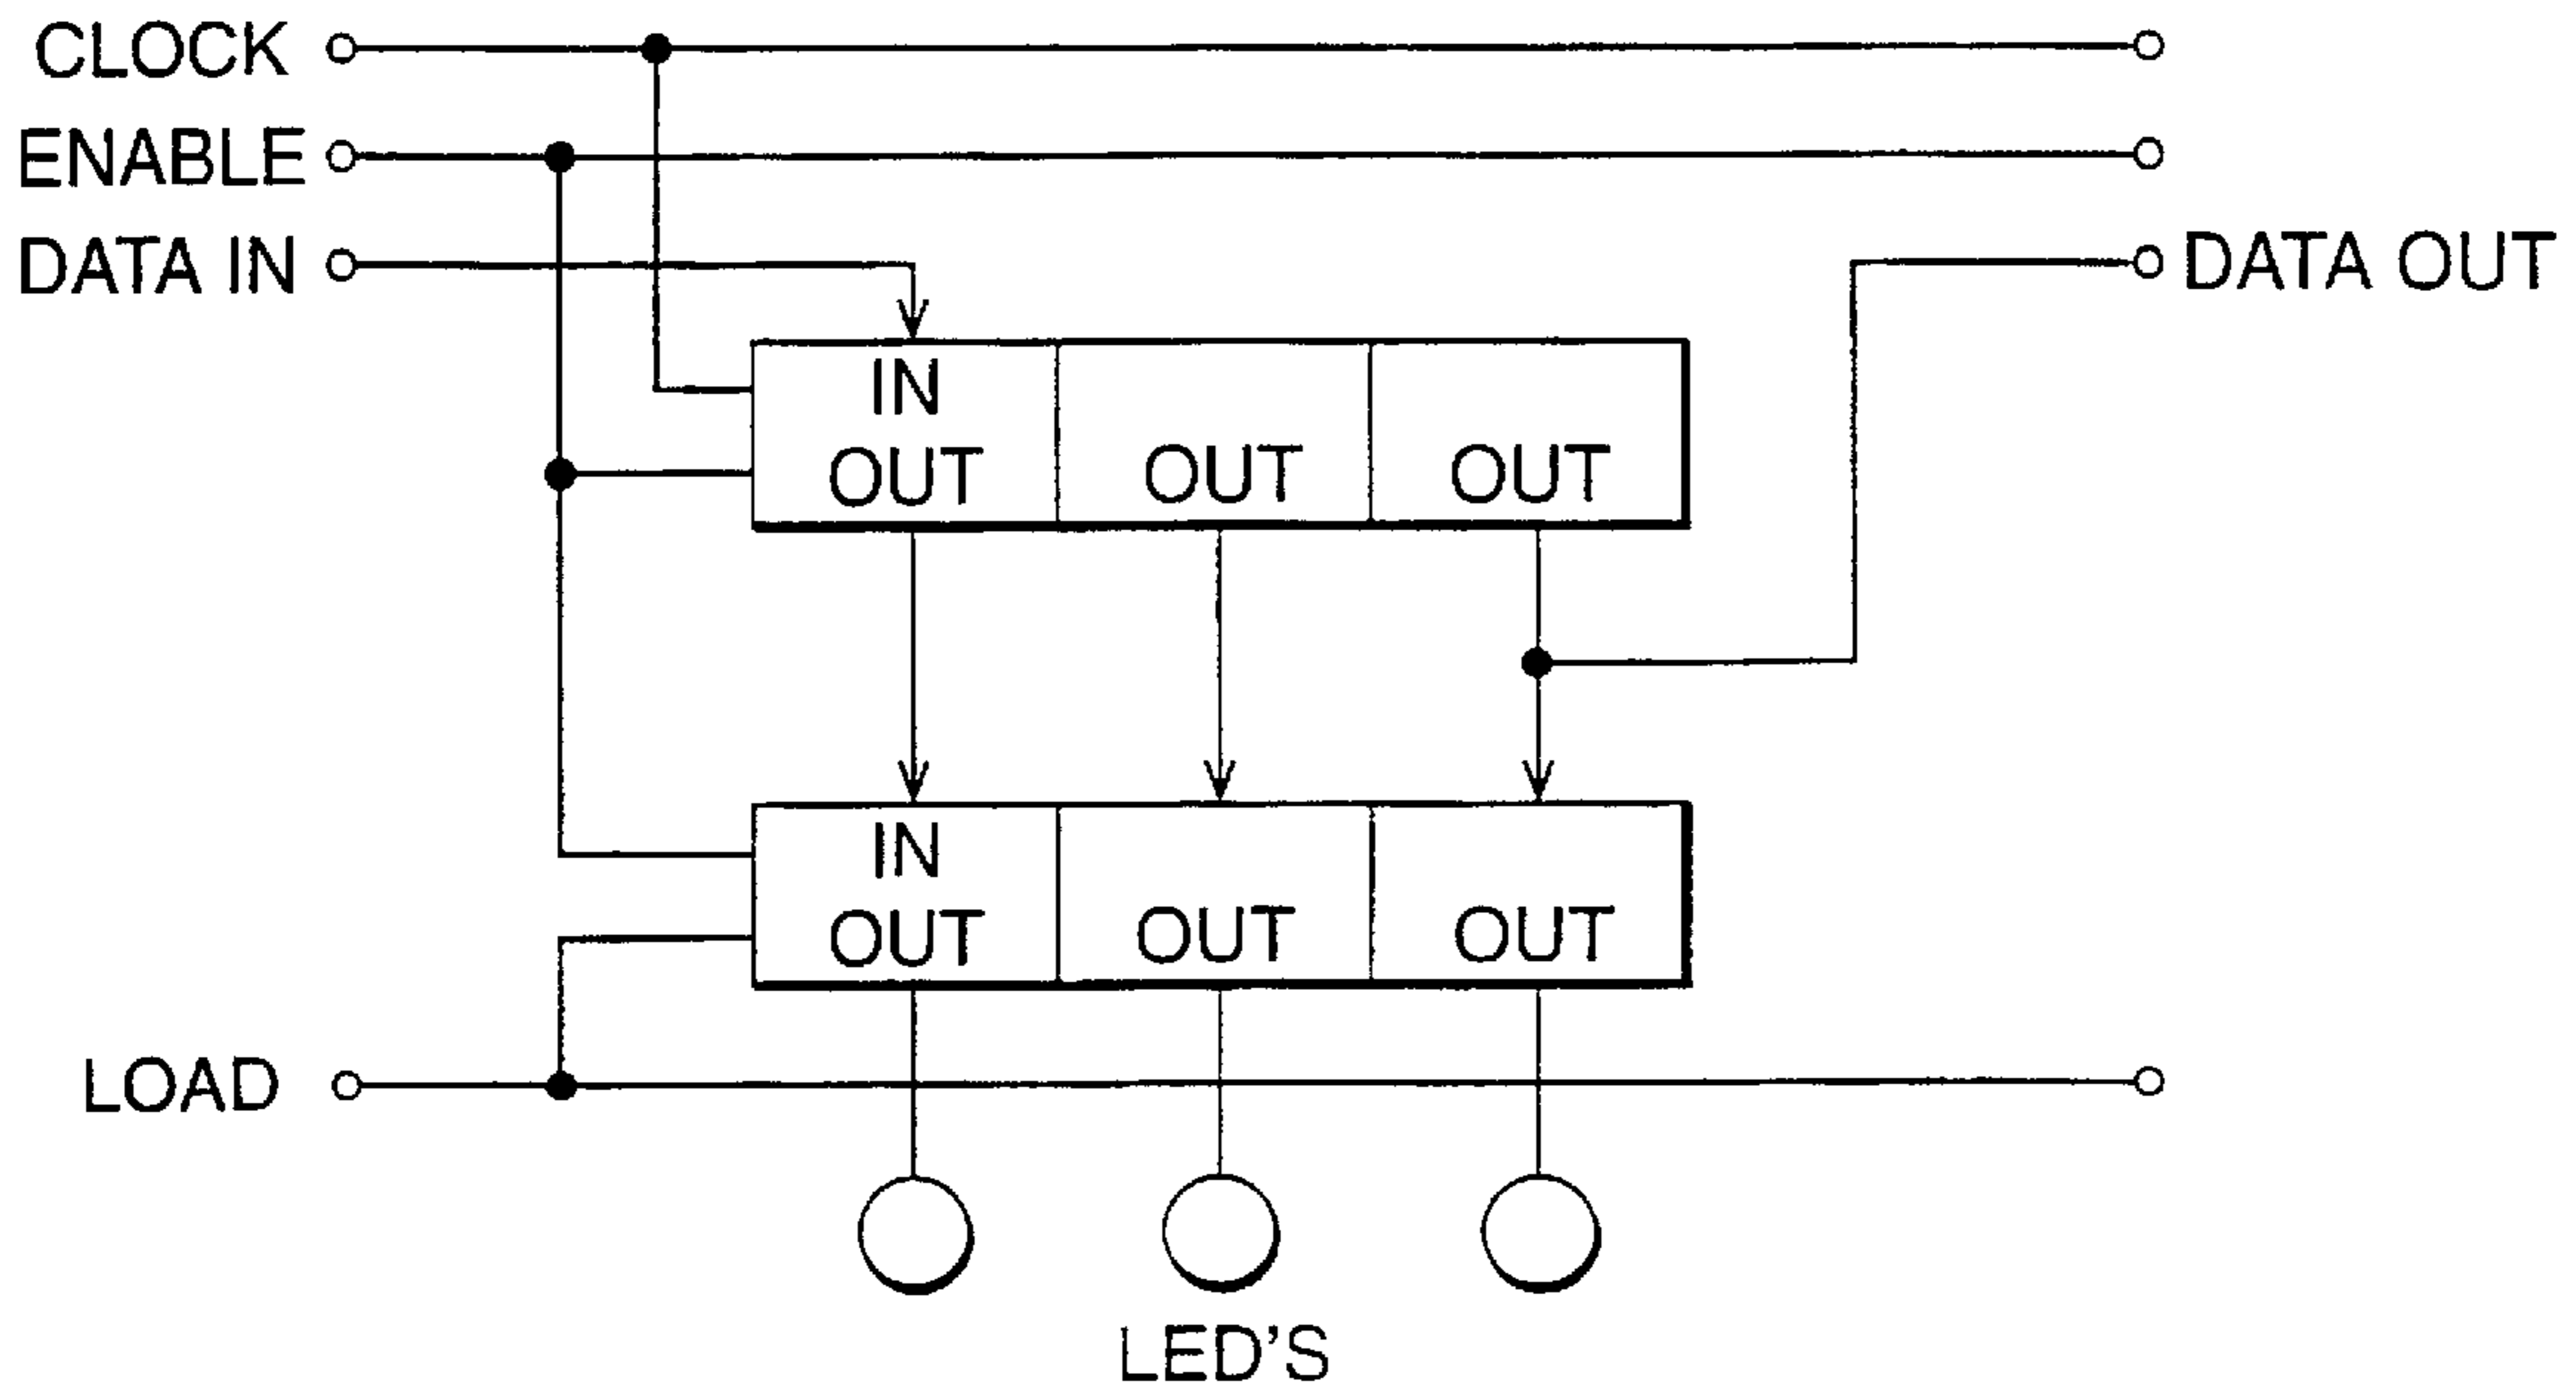 CLOCK
ENABLE
DATA IN
DATA OUT
IN
OUT OUT OUT
IN
OUT OUT OUT
LOAD
LED'S